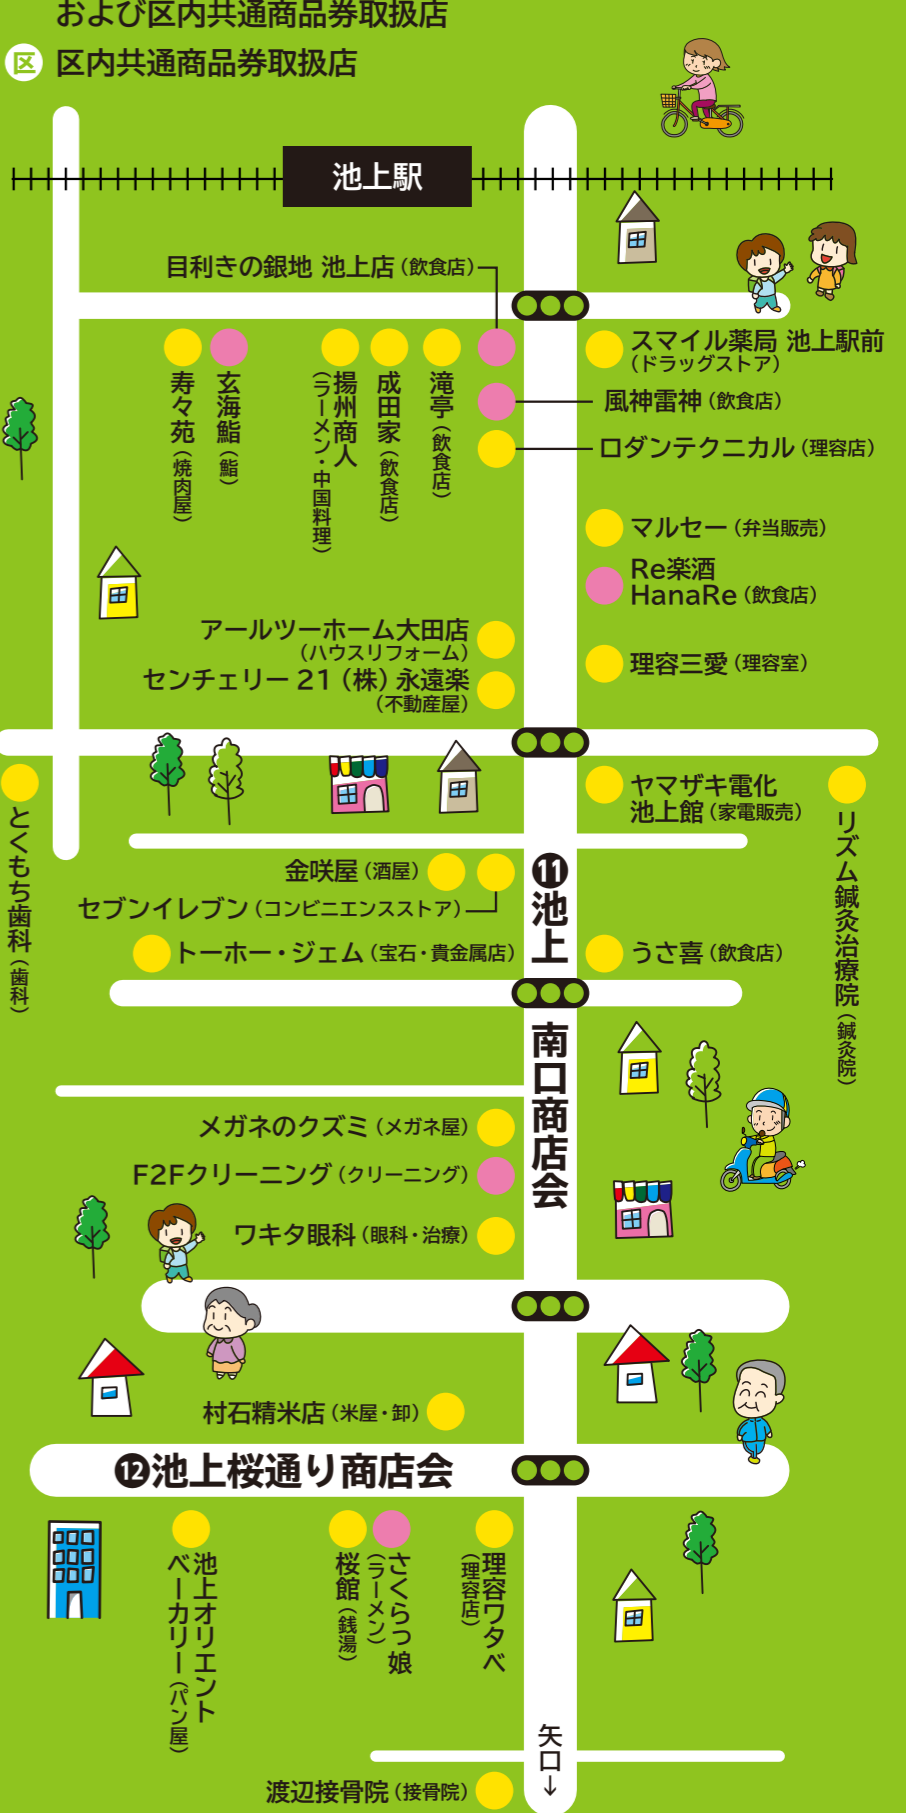 および区内共通商品券取扱店
区 区内共通商品券取扱店
池上駅
目利きの銀地 池上店(飲食店)
寿々苑(焼肉屋)
玄海鮨(鮨)
揚州商人
(ラーメン・中国料理)
成田家(飲食店)
滝亭(飲食店)
スマイル薬局 池上駅前
(ドラッグストア)
風神雷神(飲食店)
ロダンテクニカル(理容店)
マルセー(弁当販売)
Re楽酒
HanaRe(飲食店)
アールツーホーム大田店
(ハウスリフォーム)
センチェリー21(株)永遠楽
(不動産屋)
理容三愛(理容室)
とくもち歯科(歯科)
ヤマザキ電化
池上館(家電販売)
リズム鍼灸治療院(鍼灸院)
金咲屋(酒屋)
セブンイレブン(コンビニエンスストア)
トーホー・ジェム(宝石・貴金属店)
うさ喜(飲食店)
⓫池上
南口商店会
メガネのクズミ(メガネ屋)
F2Fクリーニング(クリーニング)
ワキタ眼科(眼科・治療)
村石精米店(米屋・卸)
⓬池上桜通り商店会
池上オリエント
ベーカリー(パン屋)
桜館(銭湯)
さくらっ娘
(ラーメン)
理容ワタベ
(理容店)
矢口→
渡辺接骨院(接骨院)